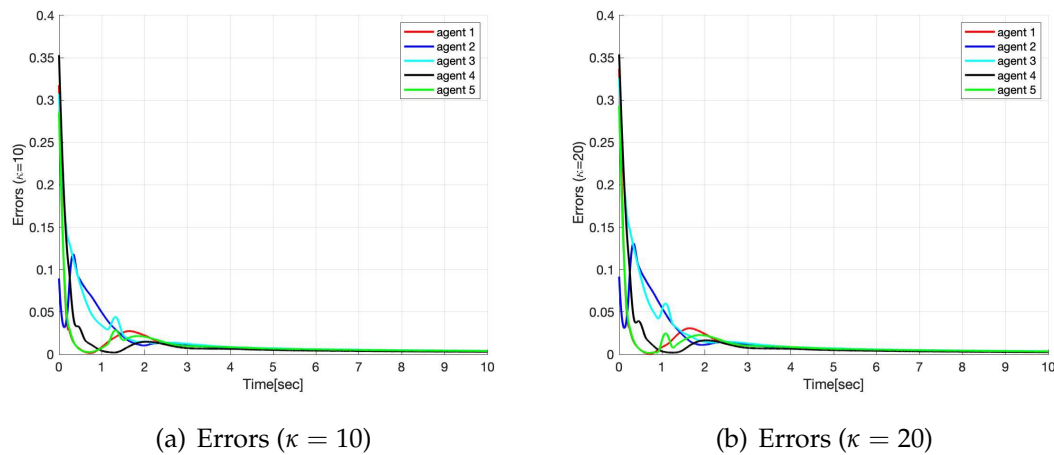 0.4
0.35
0.3
0.25
0.2
0.15
0.1
0.05
0
Errors (κ=10)
agent 1
agent 2
agent 3
agent 4
agent 5
0 1 2 3 4 5 6 7 8 9 10
Time[sec]
(a) Errors (κ = 10)
0.4
0.35
0.3
0.25
0.2
0.15
0.1
0.05
0
Errors (κ=20)
agent 1
agent 2
agent 3
agent 4
agent 5
0 1 2 3 4 5 6 7 8 9 10
Time[sec]
(b) Errors (κ = 20)